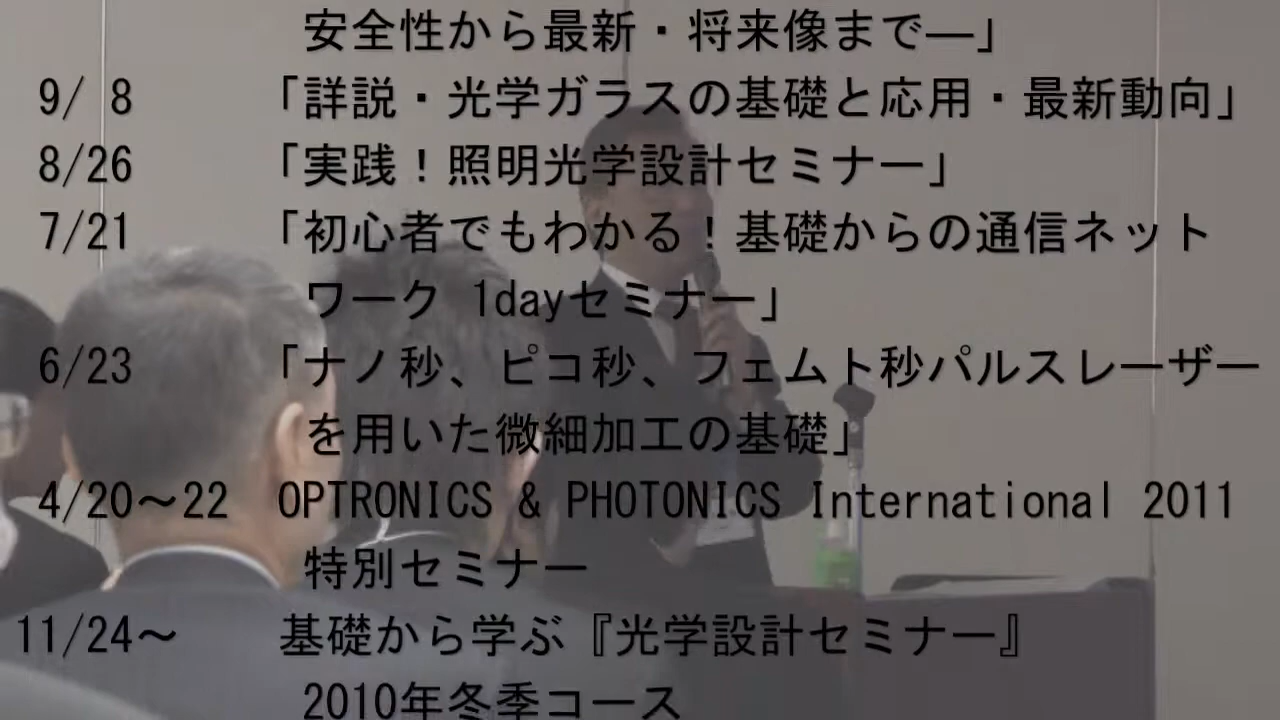 安全性から最新・将来像まで―」
9/ 8 「詳説・光学ガラスの基礎と応用・最新動向」
8/26 「実践！照明光学設計セミナー」
7/21 「初心者でもわかる！基礎からの通信ネット
ワーク 1dayセミナー」
6/23 「ナノ秒、ピコ秒、フェムト秒パルスレーザー
を用いた微細加工の基礎」
4/20～22 OPTRONICS & PHOTONICS International 2011
特別セミナー
11/24～ 基礎から学ぶ『光学設計セミナー』
2010年冬季コース